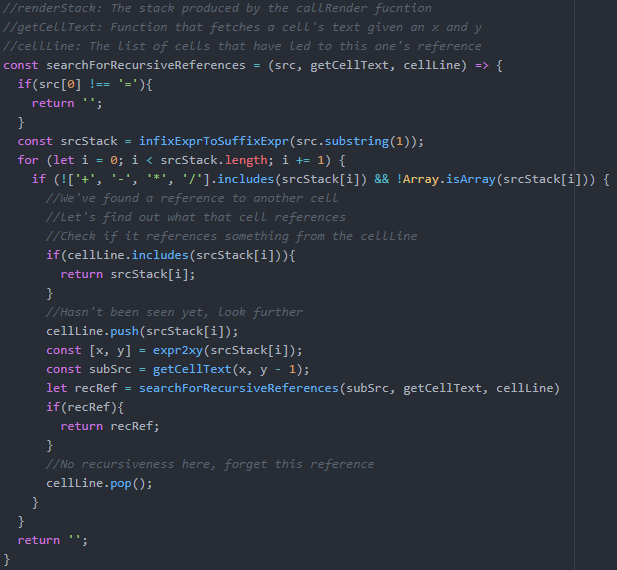 //renderStack: The stack produced by the callRender fucntion
//getCellText: Function that fetches a cell's text given an x and y
//cellLine: The list of cells that have led to this one's reference
const searchForRecursiveReferences = (src, getCellText, cellLine) => {
  if(src[0] !== '='){
    return '';
  }
  const srcStack = infixExprToSuffixExpr(src.substring(1));
  for (let i = 0; i < srcStack.length; i += 1) {
    if (!['+', '-', '*', '/'].includes(srcStack[i]) && !Array.isArray(srcStack[i])) {
      //We've found a reference to another cell
      //Let's find out what that cell references
      //Check if it references something from the cellLine
      if(cellLine.includes(srcStack[i])){
        return srcStack[i];
      }
      //Hasn't been seen yet, look further
      cellLine.push(srcStack[i]);
      const [x, y] = expr2xy(srcStack[i]);
      const subSrc = getCellText(x, y - 1);
      let recRef = searchForRecursiveReferences(subSrc, getCellText, cellLine)
      if(recRef){
        return recRef;
      }
      //No recursiveness here, forget this reference
      cellLine.pop();
    }
  }
  return '';
}